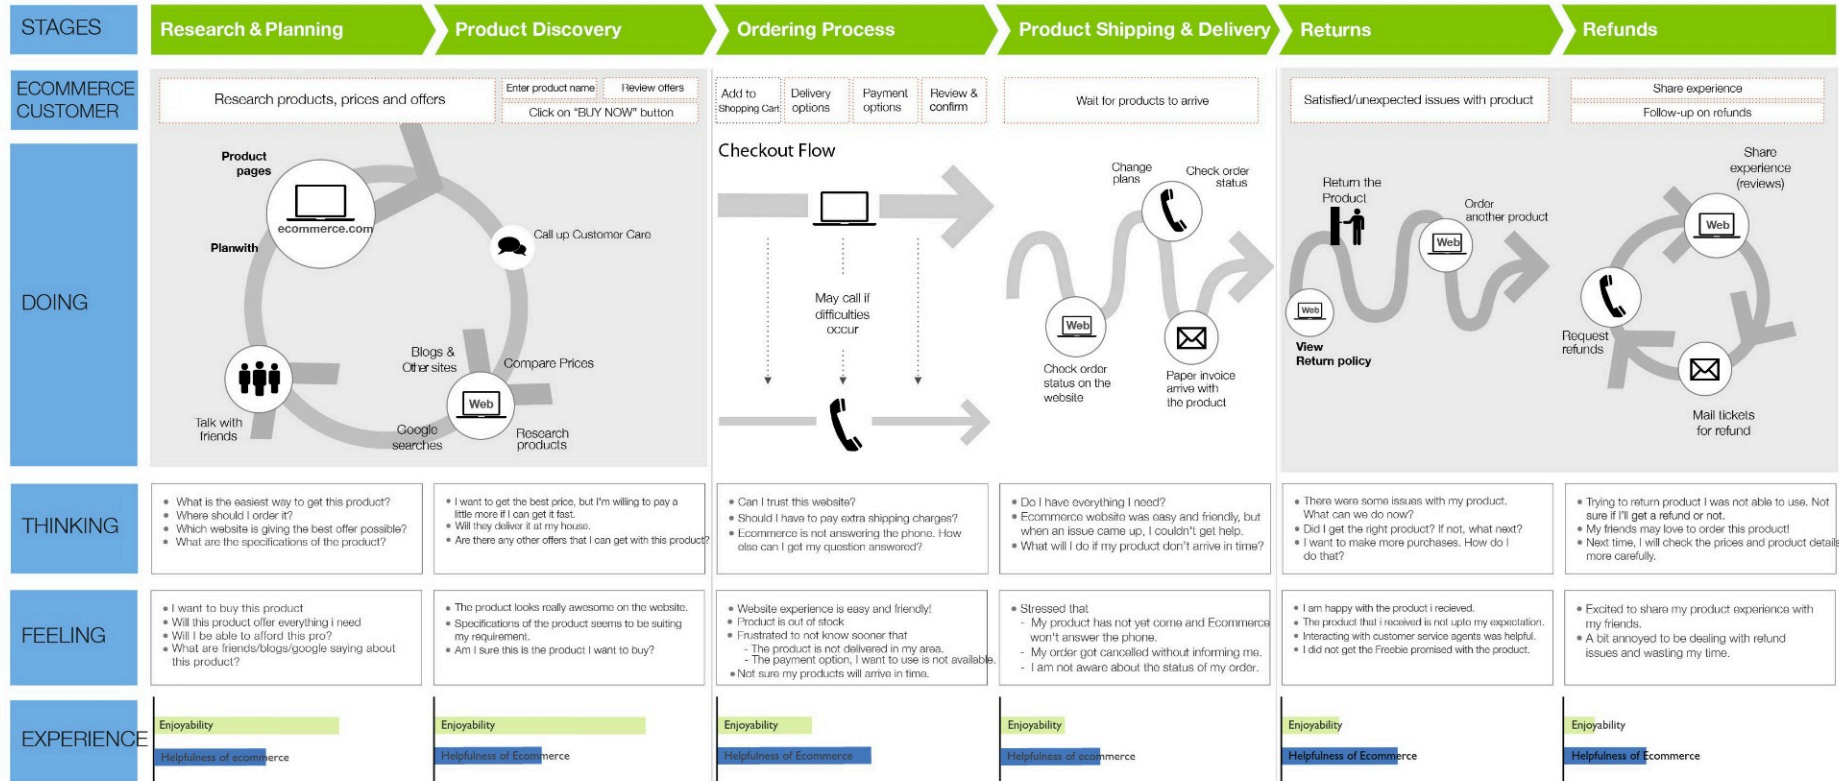 STAGES
Research & Planning
Product Discovery
Ordering Process
Product Shipping & Delivery
Returns
Refunds
ECOMMERCE
CUSTOMER
Research products, prices and offers
Enter product name
Review offers
Click on "BUY NOW" button
Add to
Shopping Cart
Delivery
options
Payment
options
Review &
confirm
Wait for products to arrive
Satisfied/unexpected issues with product
Share experience
Follow-up on refunds
DOING
Product
pages
ecommerce.com
Planwith
Call up Customer Care
Blogs &
Other sites
Compare Prices
Web
Talk with
friends
Google
searches
Research
products
Checkout Flow
May call if
difficulties
occur
Change
plans
Check order
status
Web
Check order
status on the
website
Paper invoice
arrive with
the product
Return the
Product
Order
another product
Web
Web
View
Return policy
Share
experience
(reviews)
Web
Request
refunds
Mail tickets
for refund
THINKING
• What is the easiest way to get this product?
• Where should I order it?
• Which website is giving the best offer possible?
• What are the specifications of the product?
• I want to get the best price, but I'm willing to pay a
little more if I can get it fast.
• Will they deliver it at my house.
• Are there any other offers that I can get with this product?
• Can I trust this website?
• Should I have to pay extra shipping charges?
• Ecommerce is not answering the phone. How
else can I got my question answered?
• Do I have everything I need?
• Ecommerce website was easy and friendly, but
when an issue came up, I couldn't get help.
• What will I do if my product don't arrive in time?
• There were some issues with my product.
What can we do now?
• Did I get the right product? If not, what next?
• I want to make more purchases. How do I
do that?
• Trying to return product I was not able to use. Not
sure if I'll get a refund or not.
• My friends may love to order this product!
• Next time, I will check the prices and product details
more carefully.
FEELING
• I want to buy this product
• Will this product offer everything i need
• Will I be able to afford this pro?
• What are friends/blogs/google saying about
this product?
• The product looks really awesome on the website.
• Specifications of the product seems to be suiting
my requirement.
• Am I sure this is the product I want to buy?
• Website experience is easy and friendly!
• Product is out of stock
• Frustrated to not know sooner that
- The product is not delivered in my area.
- The payment option, I want to use is not available.
• Not sure my products will arrive in time.
• Stressed that
- My product has not yet come and Ecommerce
won't answer the phone.
- My order got cancelled without informing me.
- I am not aware about the status of my order.
• I am happy with the product i recieved.
• The product that i received is not upto my expectation.
• Interacting with customer service agents was helpful.
• I did not get the Freebie promised with the product.
• Excited to share my product experience with
my friends.
• A bit annoyed to be dealing with refund
issues and wasting my time.
EXPERIENCE
Enjoyability
Helpfulness of ecommerce
Enjoyability
Helpfulness of Ecommerce
Enjoyability
Helpfulness of Ecommerce
Enjoyability
Helpfulness of ecommerce
Enjoyability
Helpfulness of Ecommerce
Enjoyability
Helpfulness of Ecommerce